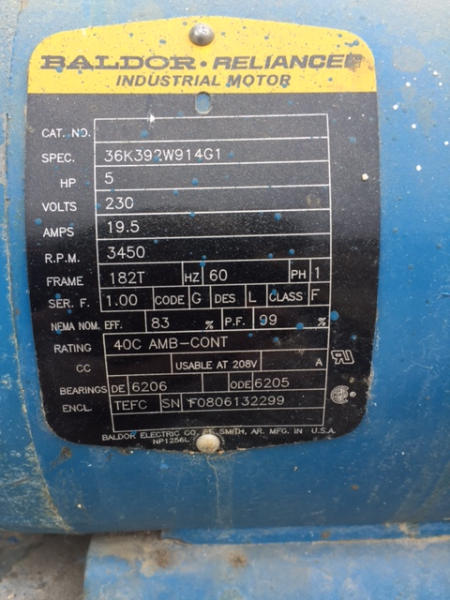 BALDOR · RELIANCER
INDUSTRIAL MOTOR
CAT. NO.
SPEC. 36K392W914G1
HP 5
VOLTS 230
AMPS 19.5
R.P.M. 3450
FRAME 182T HZ 60 PH 1
SER. F. 1.00 CODE G DES L CLASS F
NEMA NOM. EFF. 83 % P.F. 99 %
RATING 40C AMB-CONT
CC USABLE AT 208V A
BEARINGS DE 6206 ODE 6205
ENCL. TEFC SN F0806132299
BALDOR ELECTRIC CO. FT. SMITH, AR. MFG. IN U.S.A.
NP1256L